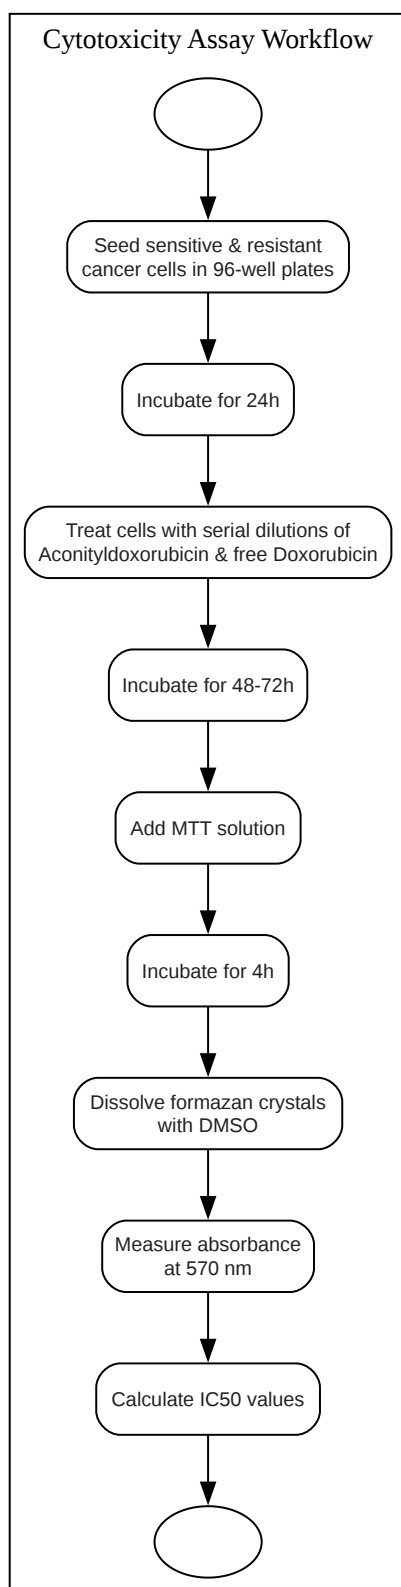 Cytotoxicity Assay Workflow
Seed sensitive & resistant
cancer cells in 96-well plates
Incubate for 24h
Treat cells with serial dilutions of
Aconityldoxorubicin & free Doxorubicin
Incubate for 48-72h
Add MTT solution
Incubate for 4h
Dissolve formazan crystals
with DMSO
Measure absorbance
at 570 nm
Calculate IC50 values